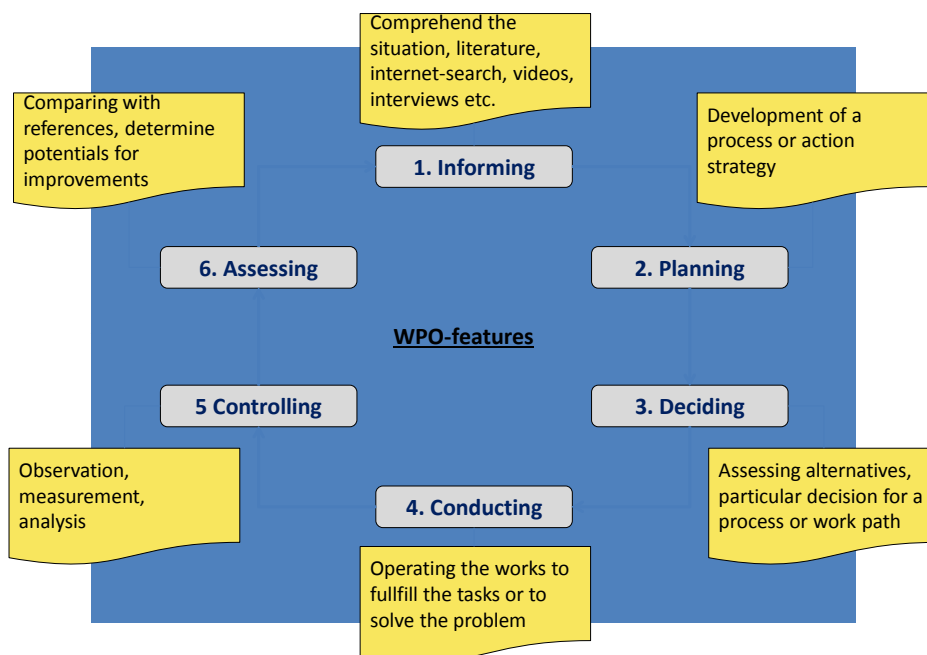 Comprehend the
situation, literature,
internet-search, videos,
interviews etc.
1. Informing
Development of a
process or action
strategy
2. Planning
3. Deciding
Assessing alternatives,
particular decision for a
process or work path
4. Conducting
Operating the works to
fullfill the tasks or to
solve the problem
5 Controlling
Observation,
measurement,
analysis
6. Assessing
Comparing with
references, determine
potentials for
improvements
WPO-features